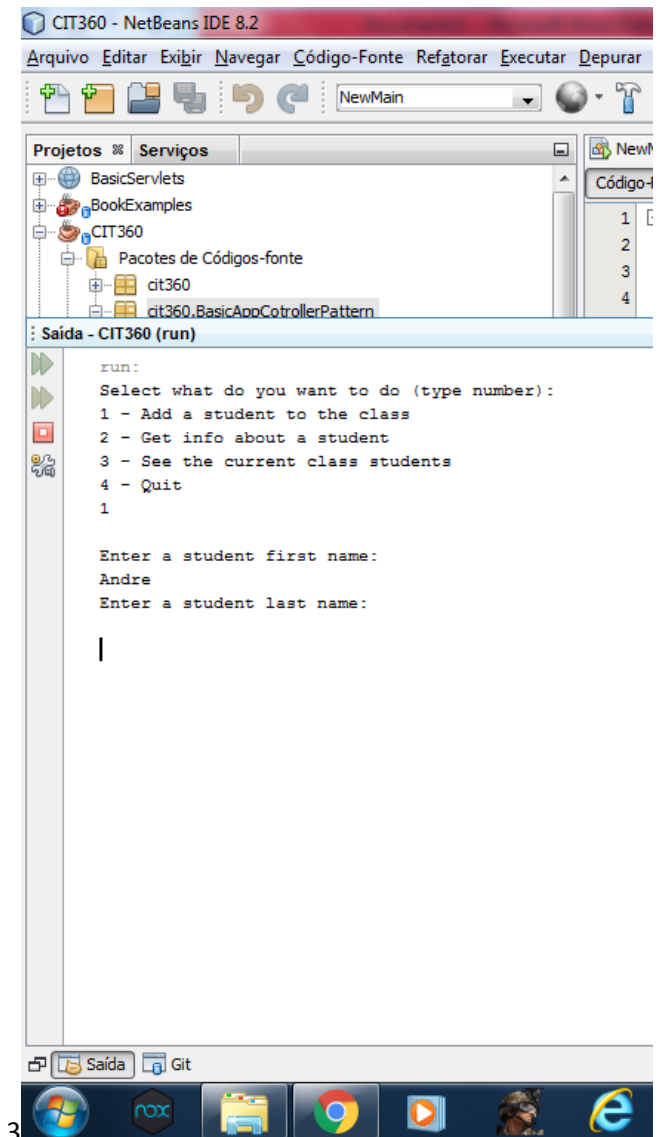 CIT360 - NetBeans IDE 8.2
Arquivo Editar Exibir Navegar Código-Fonte Refatorar Executar Depurar
NewMain
Projetos Serviços
BasicServlets
BookExamples
CIT360
Pacotes de Códigos-fonte
cit360
cit360.BasicAppCotrollerPattern
NewM
Código-F
1
2
3
4
Saída - CIT360 (run)
run:
Select what do you want to do (type number):
1 - Add a student to the class
2 - Get info about a student
3 - See the current class students
4 - Quit
1
Enter a student first name:
Andre
Enter a student last name:
Saída Git
nox
3